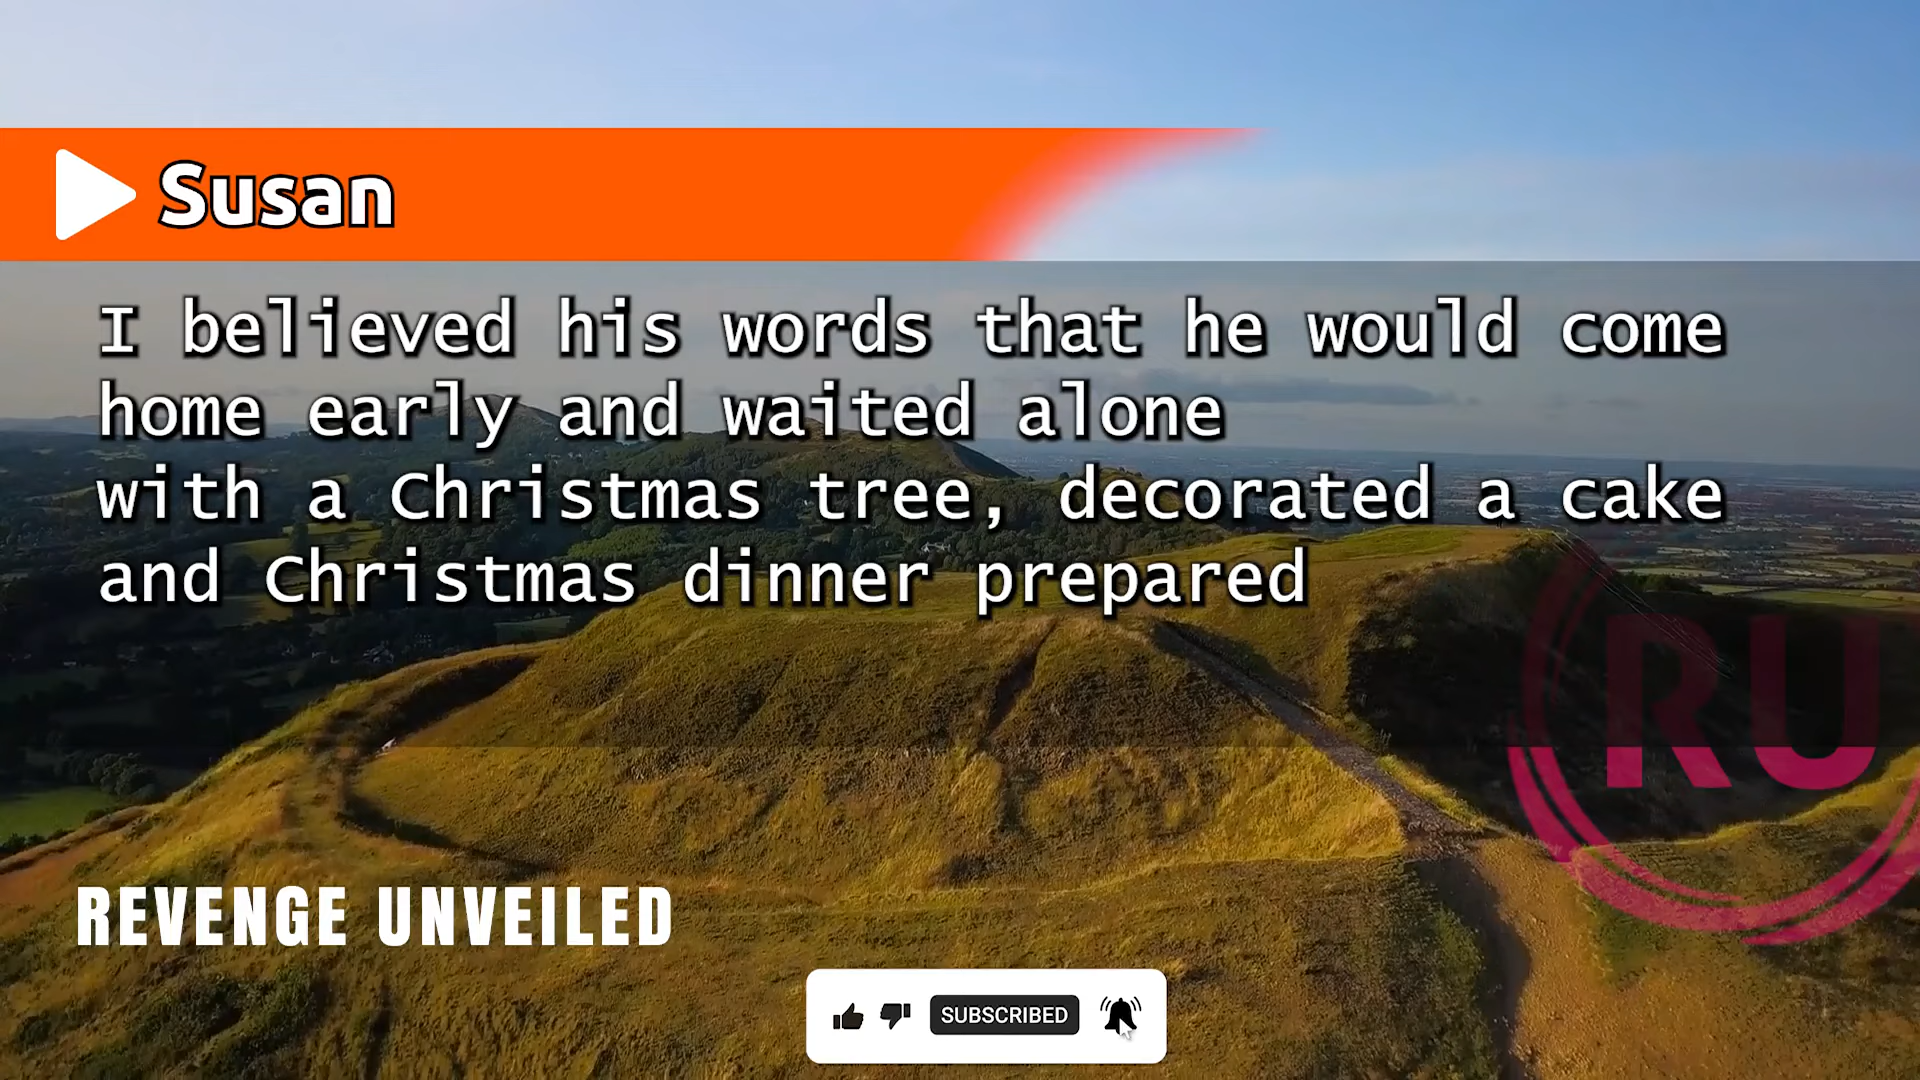 Susan
I believed his words that he would come
home early and waited alone
with a Christmas tree, decorated a cake
and Christmas dinner prepared
RU
REVENGE UNVEILED
SUBSCRIBED